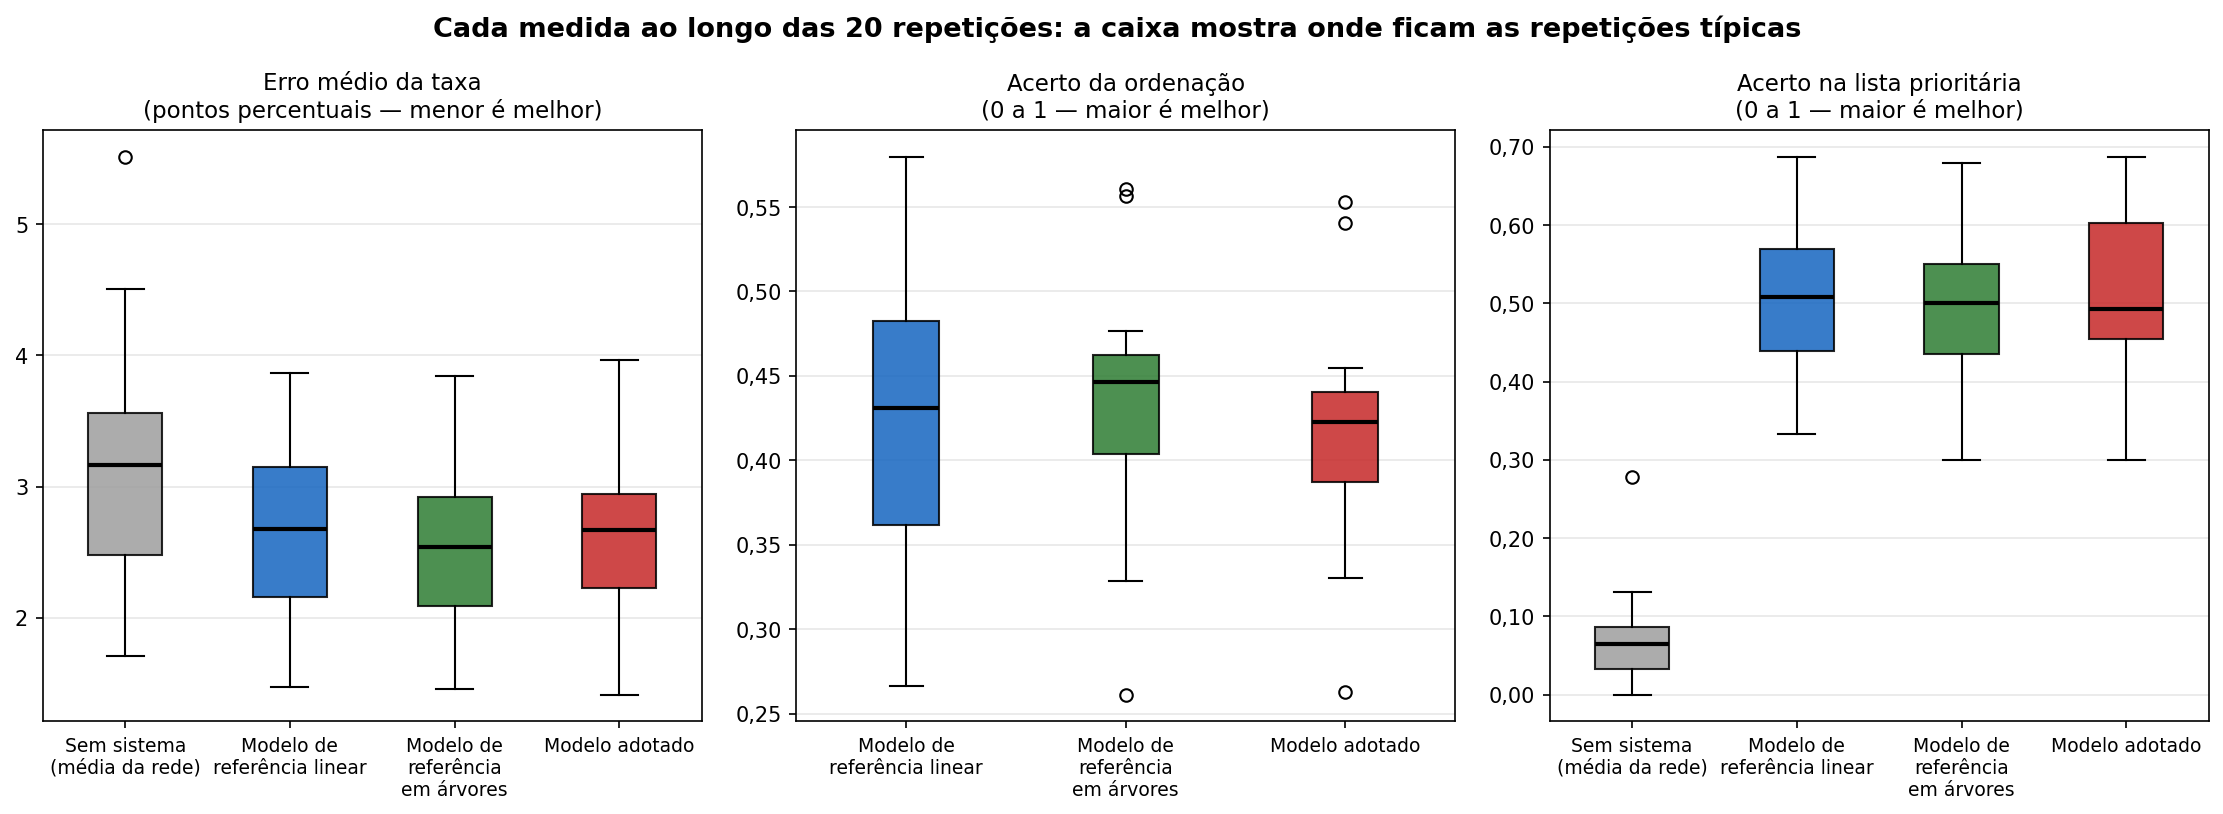 Cada medida ao longo das 20 repetições: a caixa mostra onde ficam as repetições típicas
Erro médio da taxa
(pontos percentuais — menor é melhor)
5
4
3
2
Sem sistema
(média da rede)
Modelo de
referência linear
Modelo de
referência
em árvores
Modelo adotado
Acerto da ordenação
(0 a 1 — maior é melhor)
0,55
0,50
0,45
0,40
0,35
0,30
0,25
Modelo de
referência linear
Modelo de
referência
em árvores
Modelo adotado
Acerto na lista prioritária
(0 a 1 — maior é melhor)
0,70
0,60
0,50
0,40
0,30
0,20
0,10
0,00
Sem sistema
(média da rede)
Modelo de
referência linear
Modelo de
referência
em árvores
Modelo adotado